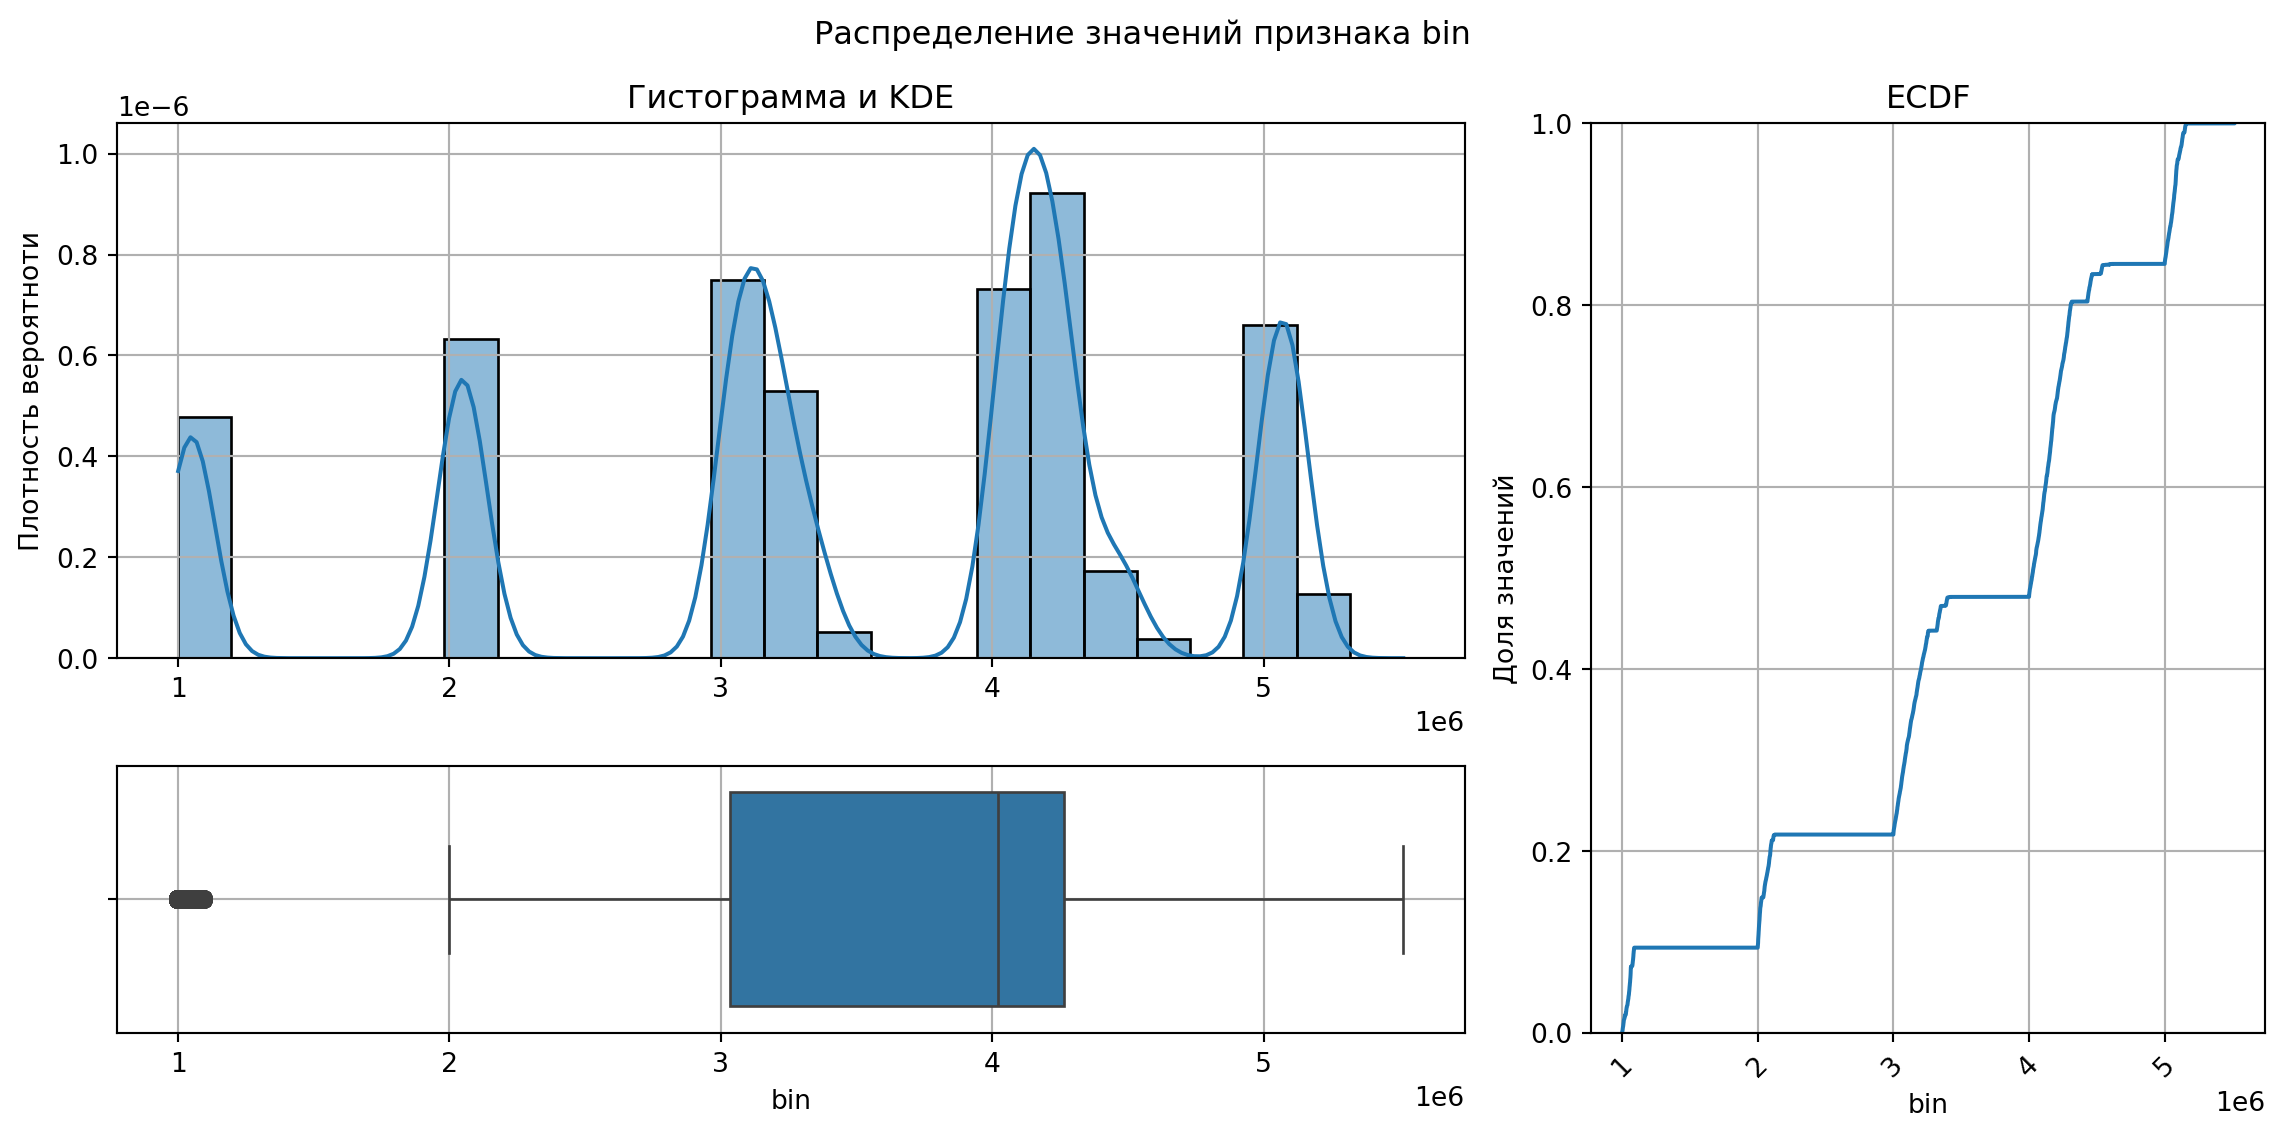 Распределение значений признака bin
Гистограмма и KDE
1e−6
1.0
0.8
0.6
0.4
0.2
0.0
Плотность вероятноти
1 2 3 4 5
1e6
1 2 3 4 5
bin
1e6
ECDF
1.0
0.8
0.6
0.4
0.2
0.0
Доля значений
1 2 3 4 5
bin
1e6